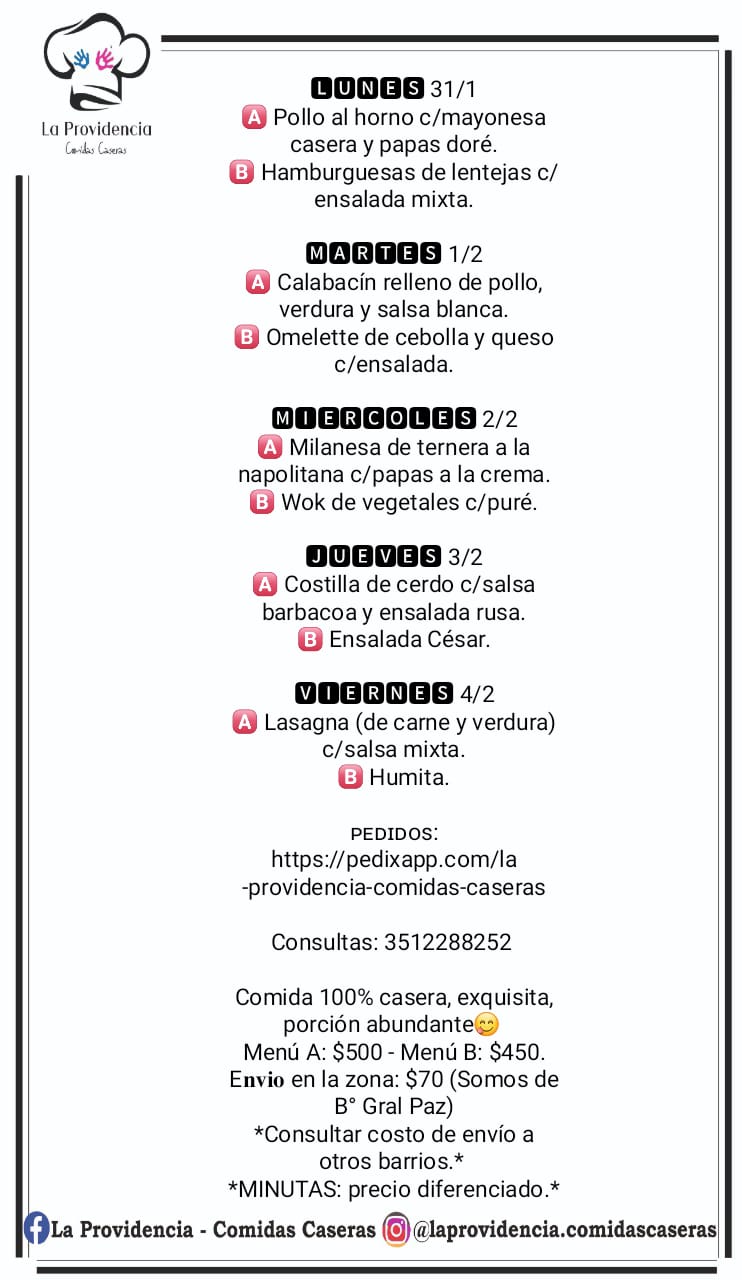 La Providencia
Comidas Caseras
LUNES 31/1
A Pollo al horno c/mayonesa
casera y papas doré.
B Hamburguesas de lentejas c/
ensalada mixta.
MARTES 1/2
A Calabacín relleno de pollo,
verdura y salsa blanca.
B Omelette de cebolla y queso
c/ensalada.
MIERCOLES 2/2
A Milanesa de ternera a la
napolitana c/papas a la crema.
B Wok de vegetales c/puré.
JUEVES 3/2
A Costilla de cerdo c/salsa
barbacoa y ensalada rusa.
B Ensalada César.
VIERNES 4/2
A Lasagna (de carne y verdura)
c/salsa mixta.
B Humita.
PEDIDOS:
https://pedixapp.com/la
-providencia-comidas-caseras
Consultas: 3512288252
Comida 100% casera, exquisita,
porción abundante😋
Menú A: $500 - Menú B: $450.
Envio en la zona: $70 (Somos de
B° Gral Paz)
*Consultar costo de envío a
otros barrios.*
*MINUTAS: precio diferenciado.*
La Providencia - Comidas Caseras @laprovidencia.comidascaseras